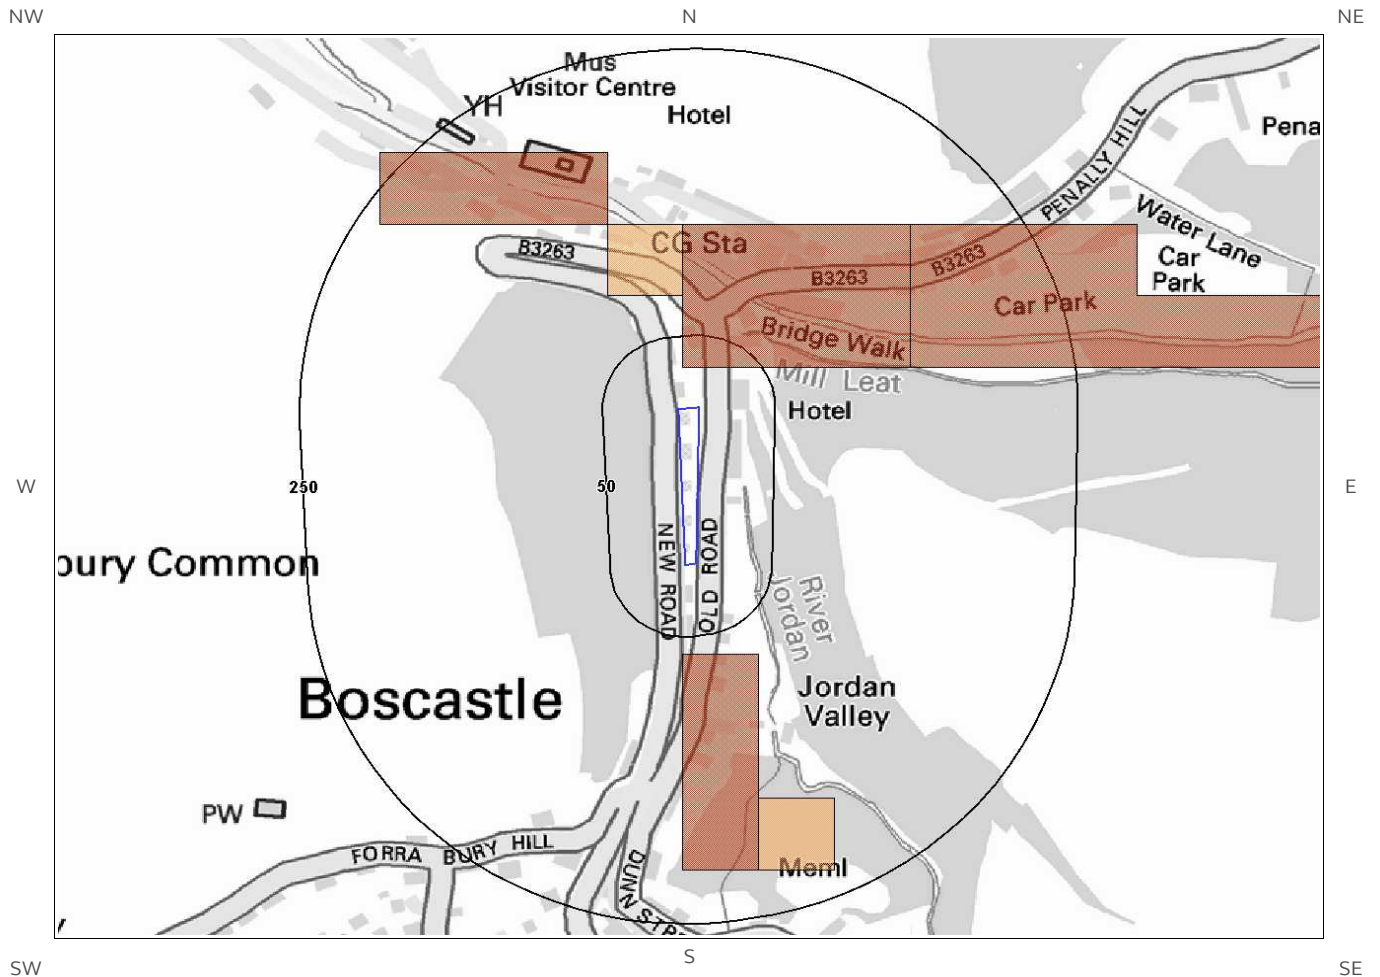 NW
N
NE
Mus
Visitor Centre
YH
Hotel
Pena
PENALLY HILL
Water Lane
CG Sta
B3263
B3263
B3263
Car
Park
Car Park
Bridge Walk
Mill Leat
Hotel
W
250
50
E
NEW ROAD
OLD ROAD
bury Common
River
Jordan
Boscastle
Jordan
Valley
PW
FORRA BURY HILL
DUNN STR
Meml
SW
S
SE